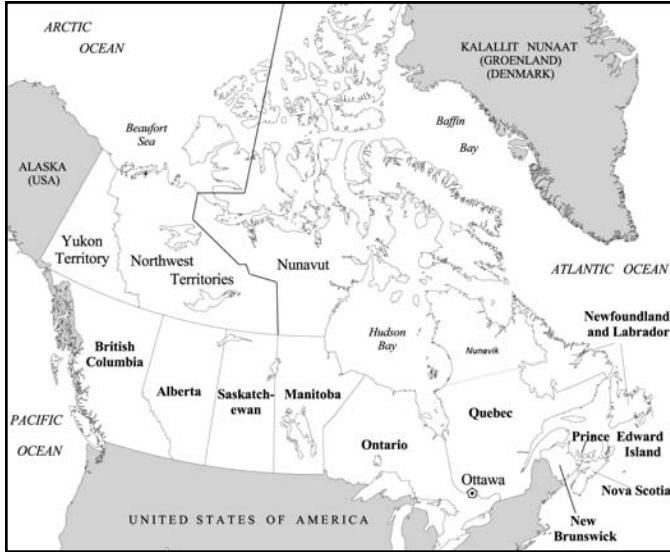 ARCTIC
OCEAN
KALALLIT NUNAAT
(GROENLAND)
(DENMARK)
Beaufort
Sea
Baffin
Bay
ALASKA
(USA)
Yukon
Territory
Northwest
Territories
Nunavut
ATLANTIC OCEAN
Newfoundland
and Labrador
British
Columbia
Hudson
Bay
Nunavik
Alberta
Saskatch-
ewan
Manitoba
Quebec
PACIFIC
OCEAN
Ontario
Prince Edward
Island
Ottawa
Nova Scotia
UNITED STATES OF AMERICA
New
Brunswick